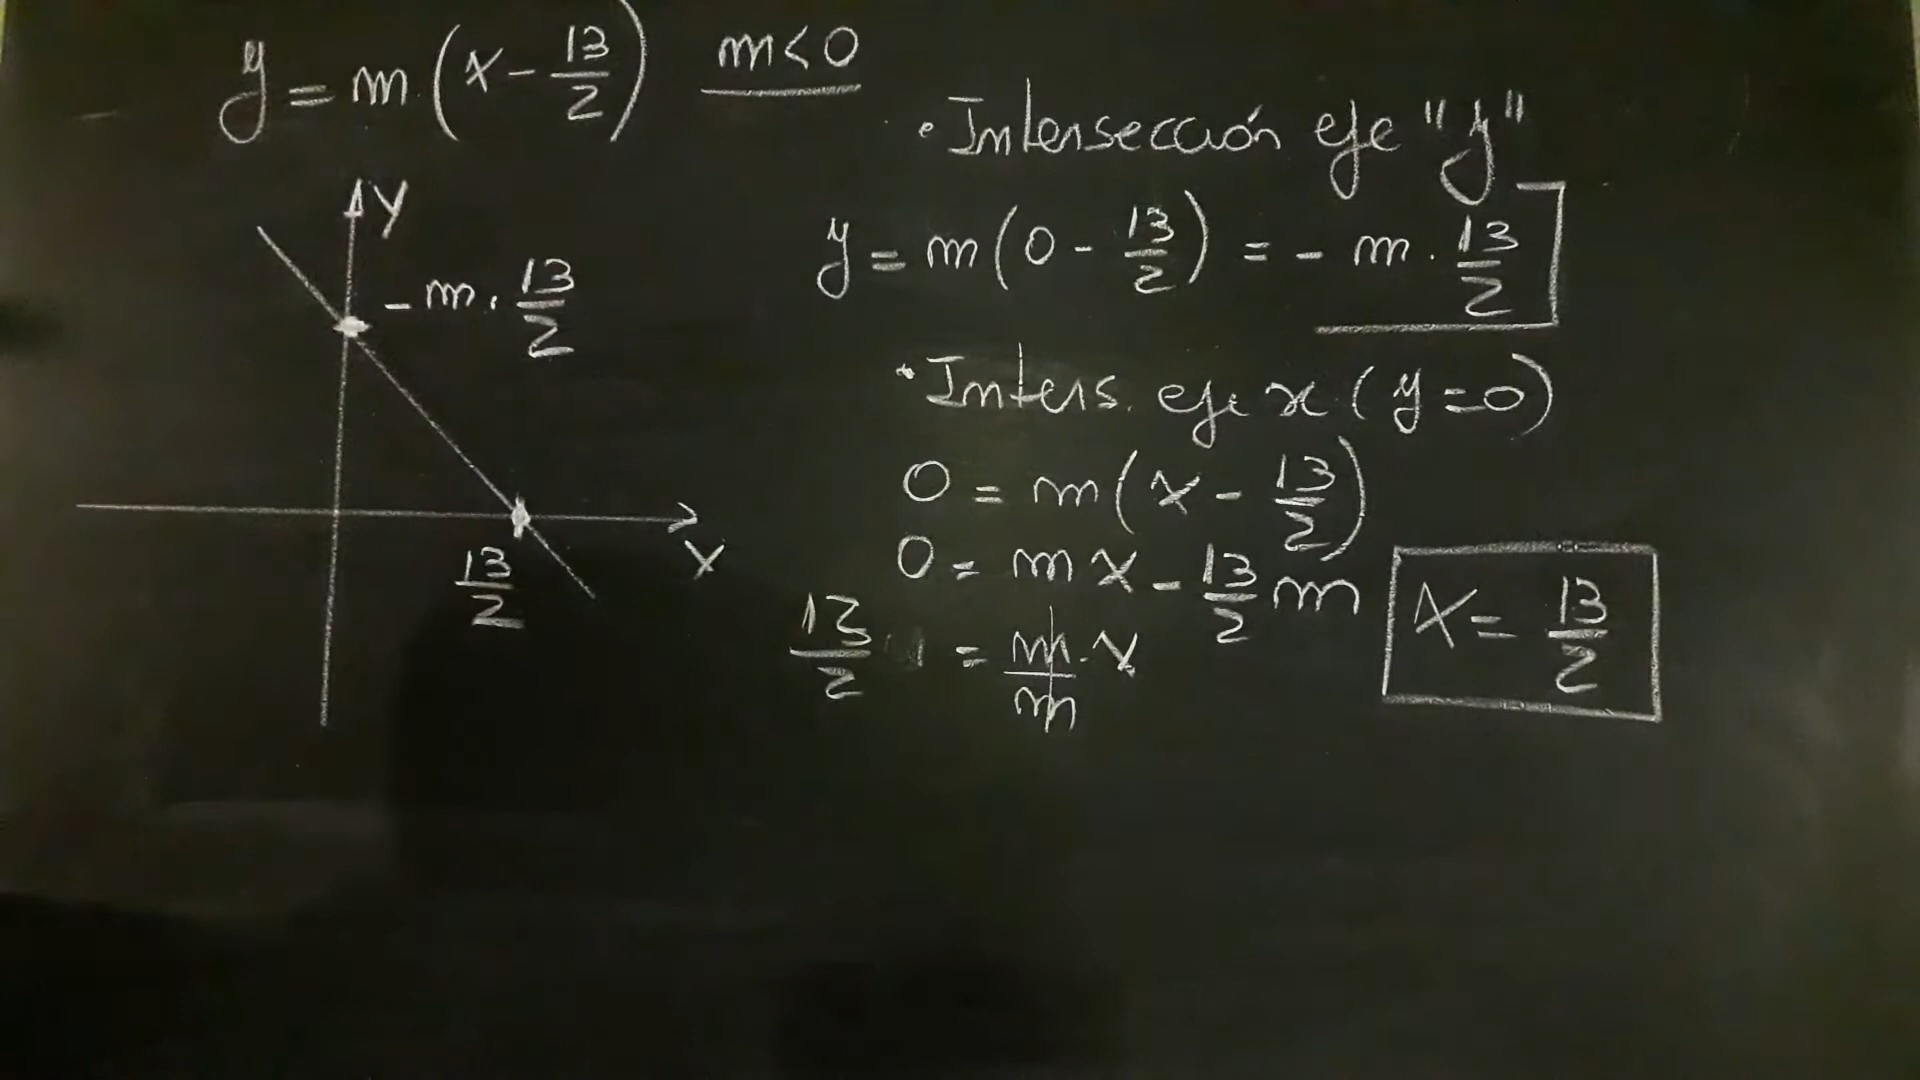 y = m (x - 13/2) m<0
• Intersección eje "y"
y = m(0 - 13/2) = - m · 13/2
• Inters. eje x (y=0)
0 = m(x - 13/2)
0 = mx - 13/2 m
13/2 = m/m · x
x = 13/2
Y
- m · 13/2
13/2
X